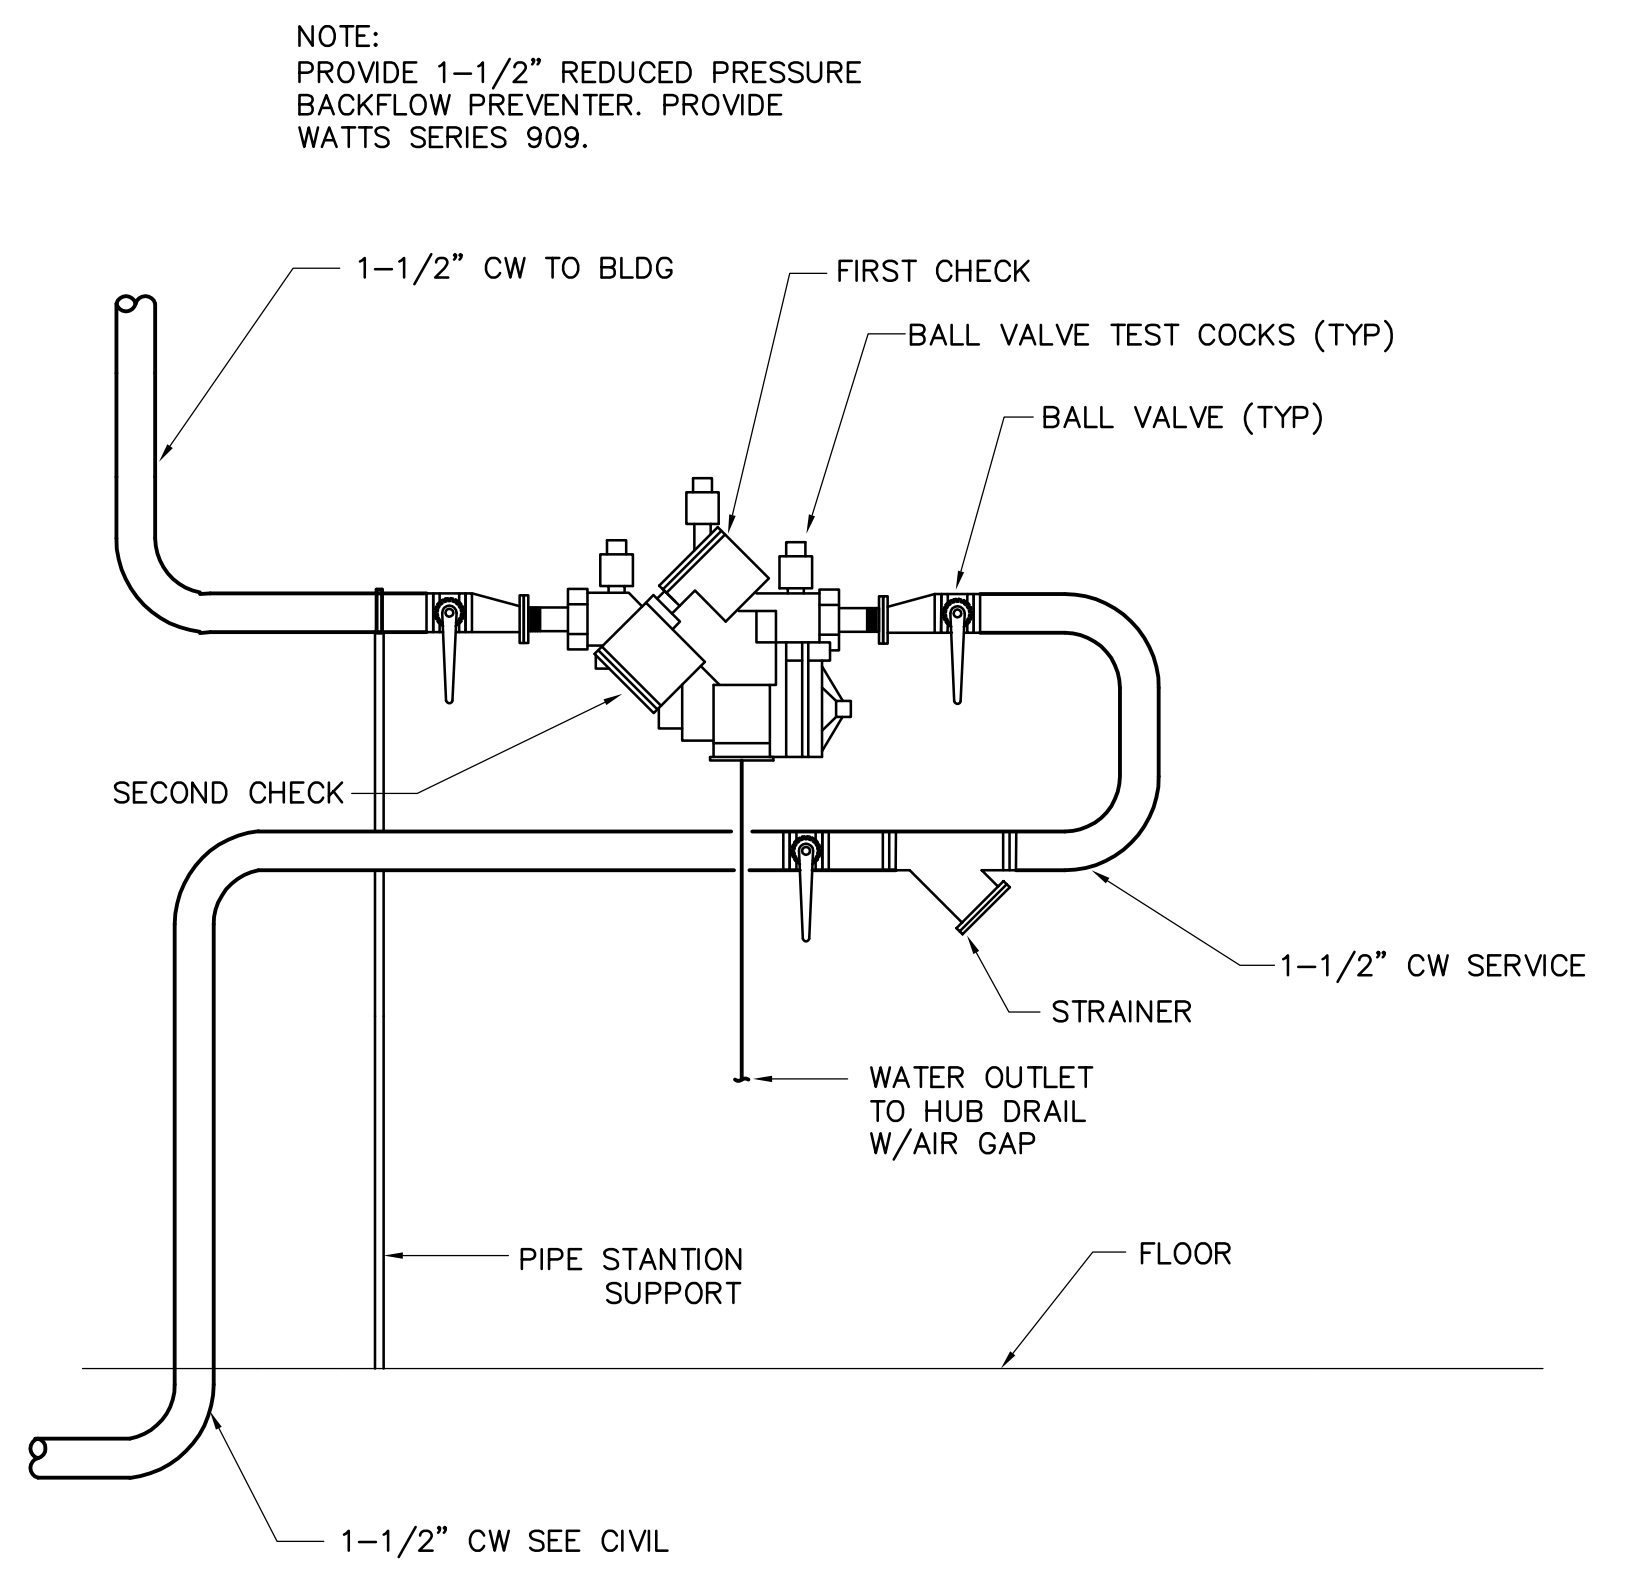 NOTE:
PROVIDE 1-1/2" REDUCED PRESSURE
BACKFLOW PREVENTER. PROVIDE
WATTS SERIES 909.
1-1/2" CW TO BLDG
FIRST CHECK
BALL VALVE TEST COCKS (TYP)
BALL VALVE (TYP)
SECOND CHECK
1-1/2" CW SERVICE
STRAINER
WATER OUTLET
TO HUB DRAIL
W/AIR GAP
PIPE STANTION
SUPPORT
FLOOR
1-1/2" CW SEE CIVIL